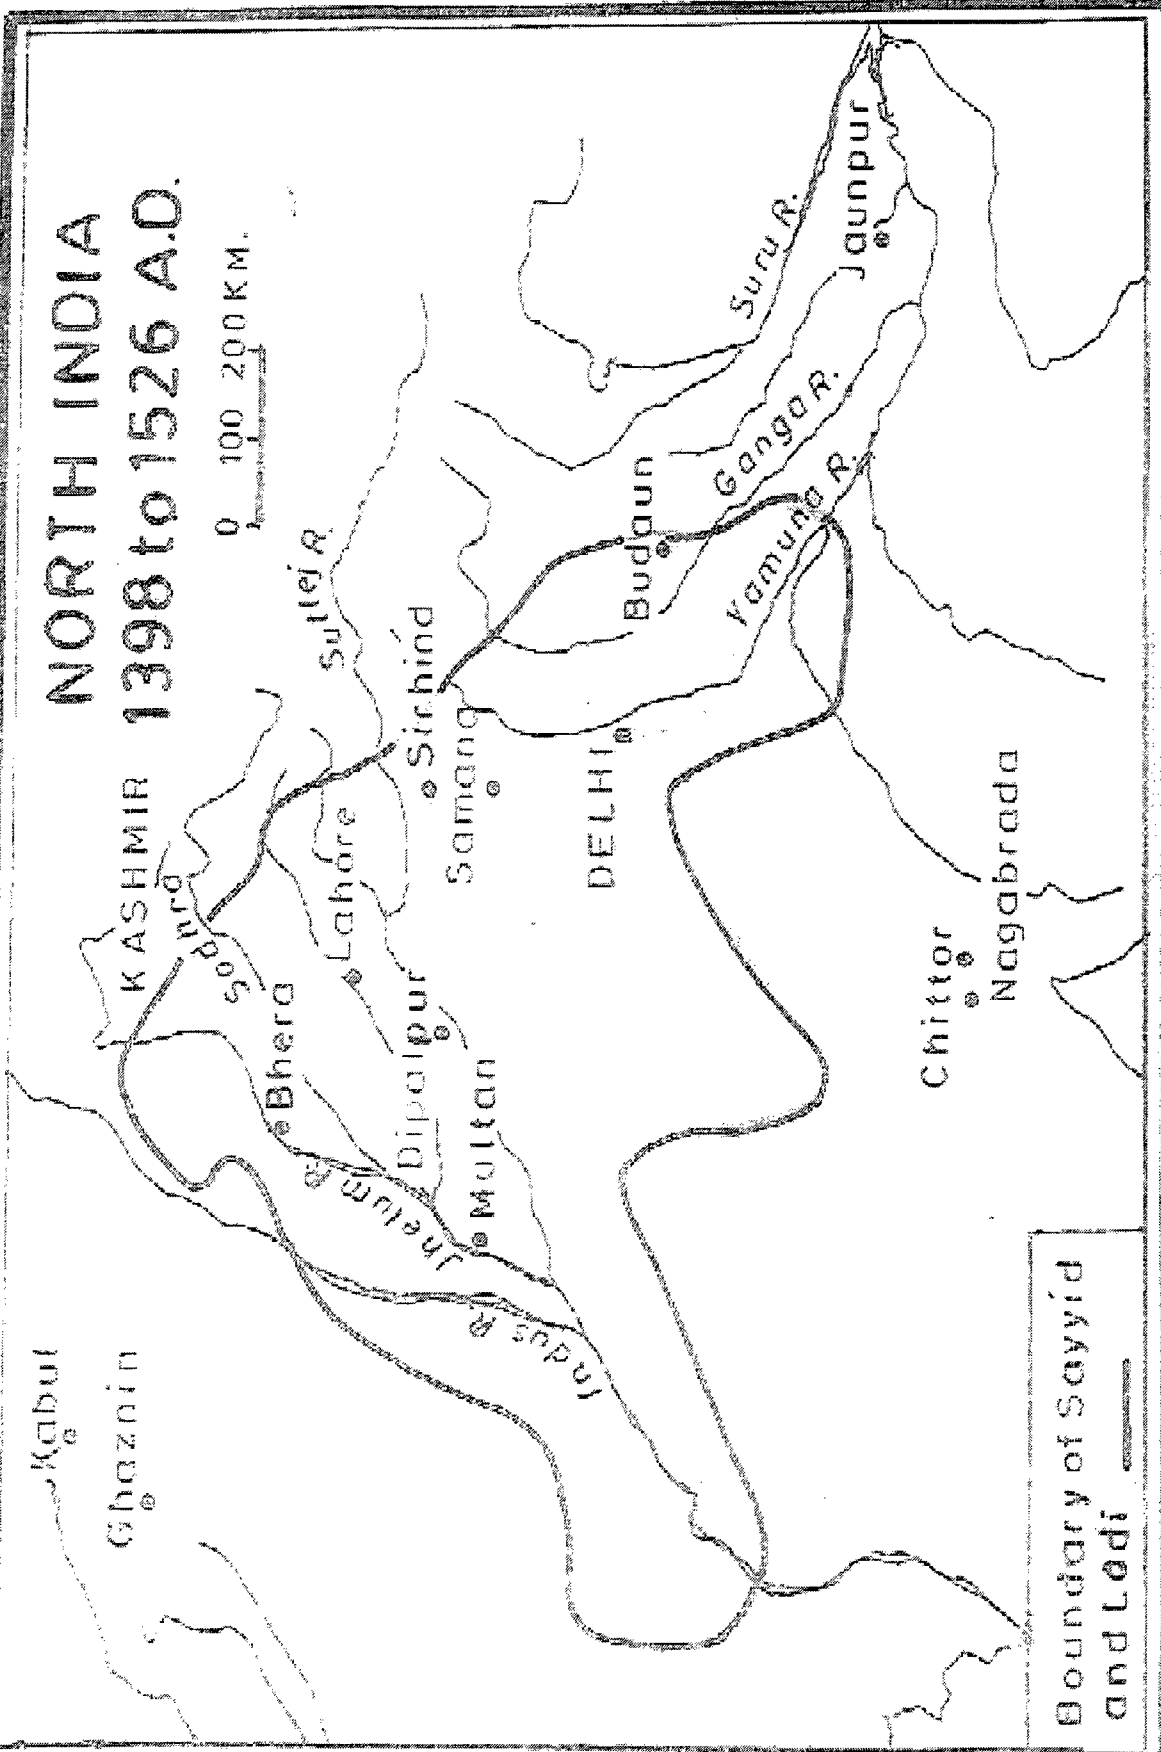 NORTH INDIA
1398 to 1526 A.D.
0 100 200 KM.
Kabul
Ghaznin
KASHMIR
Sodhra
Bhera
Jhelum R.
Indus R.
Lahore
Dipalpur
Multan
Sutlej R.
Sirhind
Samana
DELHI
Budaun
Ganga R.
Yamuna R.
Suru R.
Jaunpur
Chittor
Nagabrada
Boundary of Sayyid
and Lodi